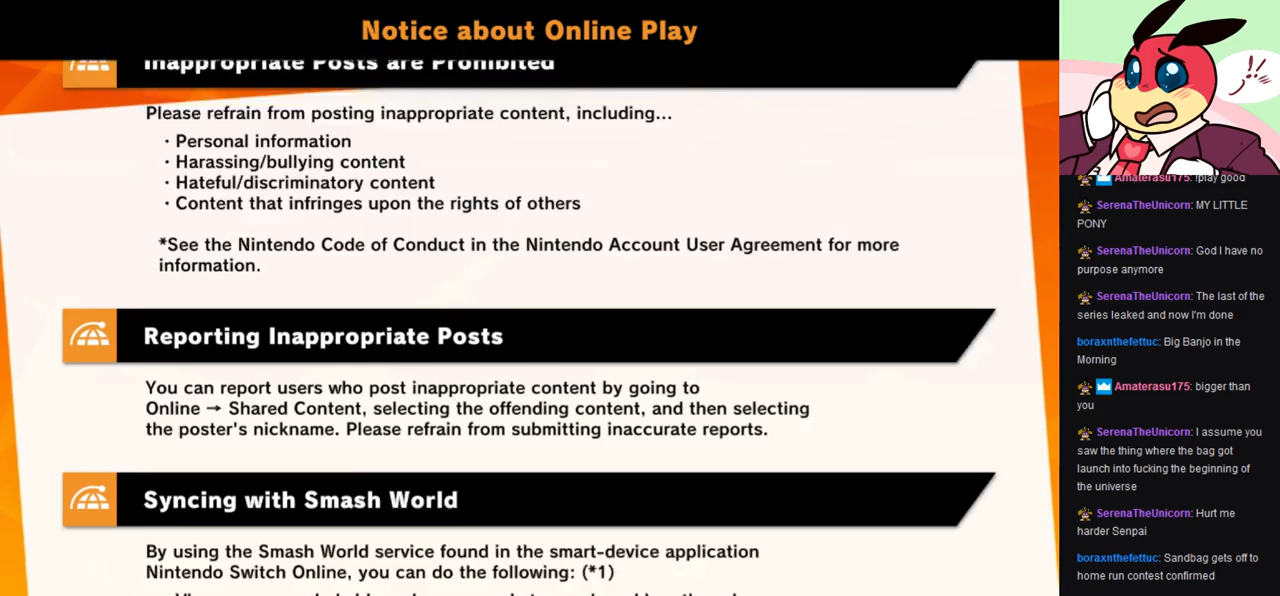 Notice about Online Play
Inappropriate Posts are Prohibited
Please refrain from posting inappropriate content, including...
· Personal information
· Harassing/bullying content
· Hateful/discriminatory content
· Content that infringes upon the rights of others
*See the Nintendo Code of Conduct in the Nintendo Account User Agreement for more
information.
Reporting Inappropriate Posts
You can report users who post inappropriate content by going to
Online → Shared Content, selecting the offending content, and then selecting
the poster's nickname. Please refrain from submitting inaccurate reports.
Syncing with Smash World
By using the Smash World service found in the smart-device application
Nintendo Switch Online, you can do the following: (*1)
!!
Amaterasu175: !play good
SerenaTheUnicorn: MY LITTLE
PONY
SerenaTheUnicorn: God I have no
purpose anymore
SerenaTheUnicorn: The last of the
series leaked and now I'm done
boraxnthefettuc: Big Banjo in the
Morning
Amaterasu175: bigger than
you
SerenaTheUnicorn: I assume you
saw the thing where the bag got
launch into fucking the beginning of
the universe
SerenaTheUnicorn: Hurt me
harder Senpai
boraxnthefettuc: Sandbag gets off to
home run contest confirmed